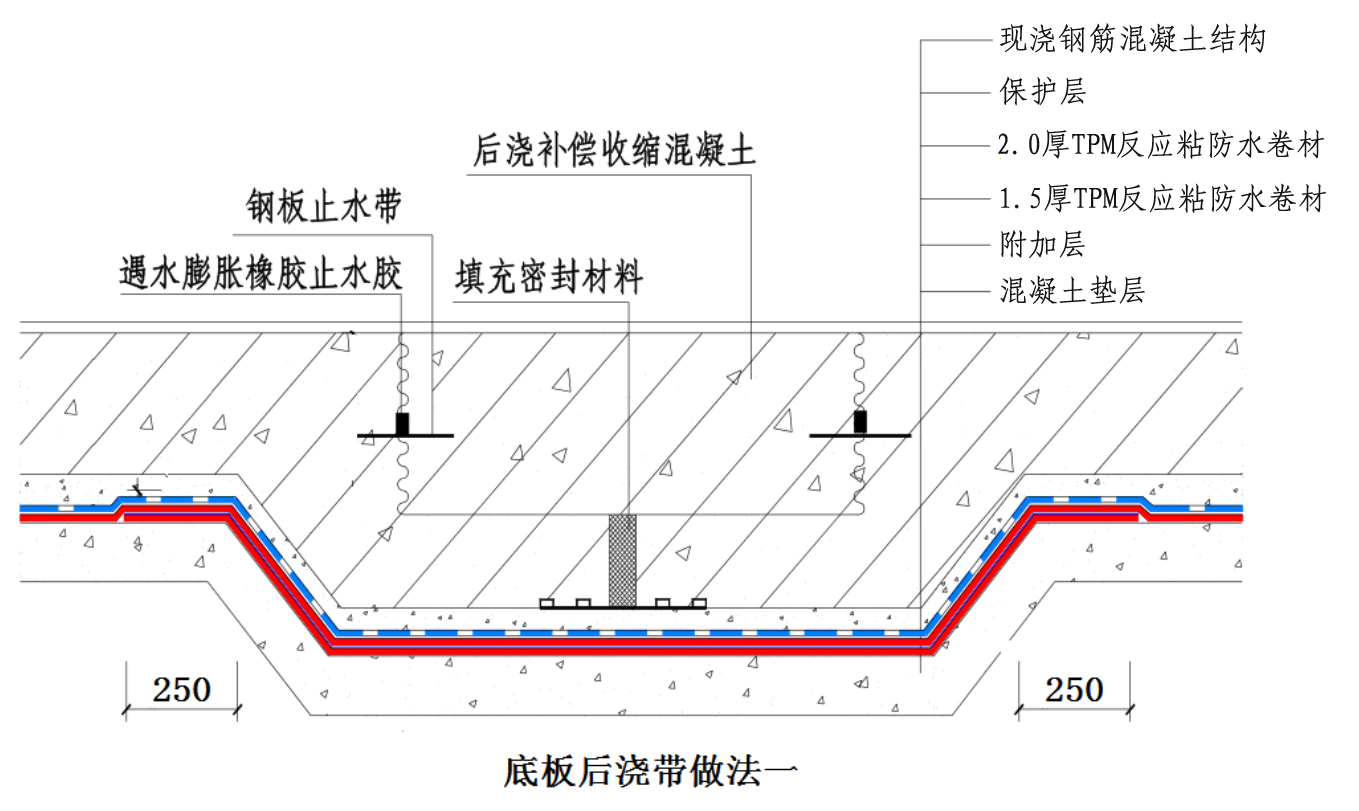 现浇钢筋混凝土结构
保护层
后浇补偿收缩混凝土
2.0厚TPM反应粘防水卷材
钢板止水带
1.5厚TPM反应粘防水卷材
附加层
遇水膨胀橡胶止水胶
填充密封材料
混凝土垫层
250
250
底板后浇带做法一